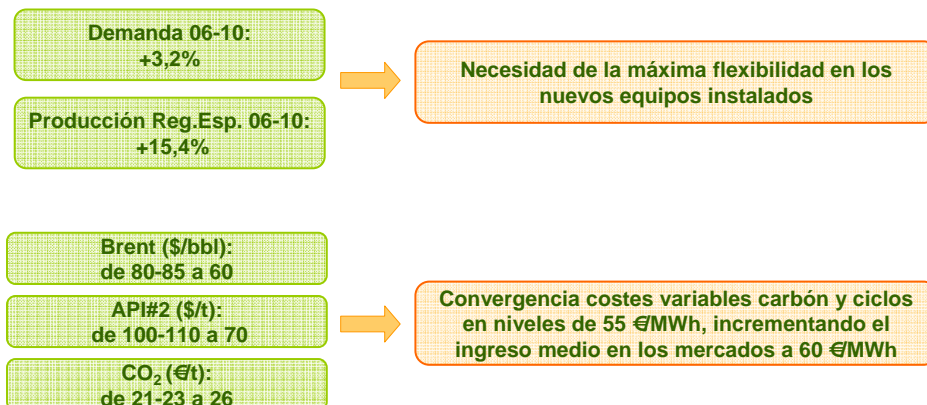 Demanda 06-10:
+3,2%
Necesidad de la máxima flexibilidad en los
nuevos equipos instalados
Producción Reg.Esp. 06-10:
+15,4%
Brent ($/bbl):
de 80-85 a 60
API#2 ($/t):
de 100-110 a 70
Convergencia costes variables carbón y ciclos
en niveles de 55 €/MWh, incrementando el
ingreso medio en los mercados a 60 €/MWh
CO₂ (€/t):
de 21-23 a 26